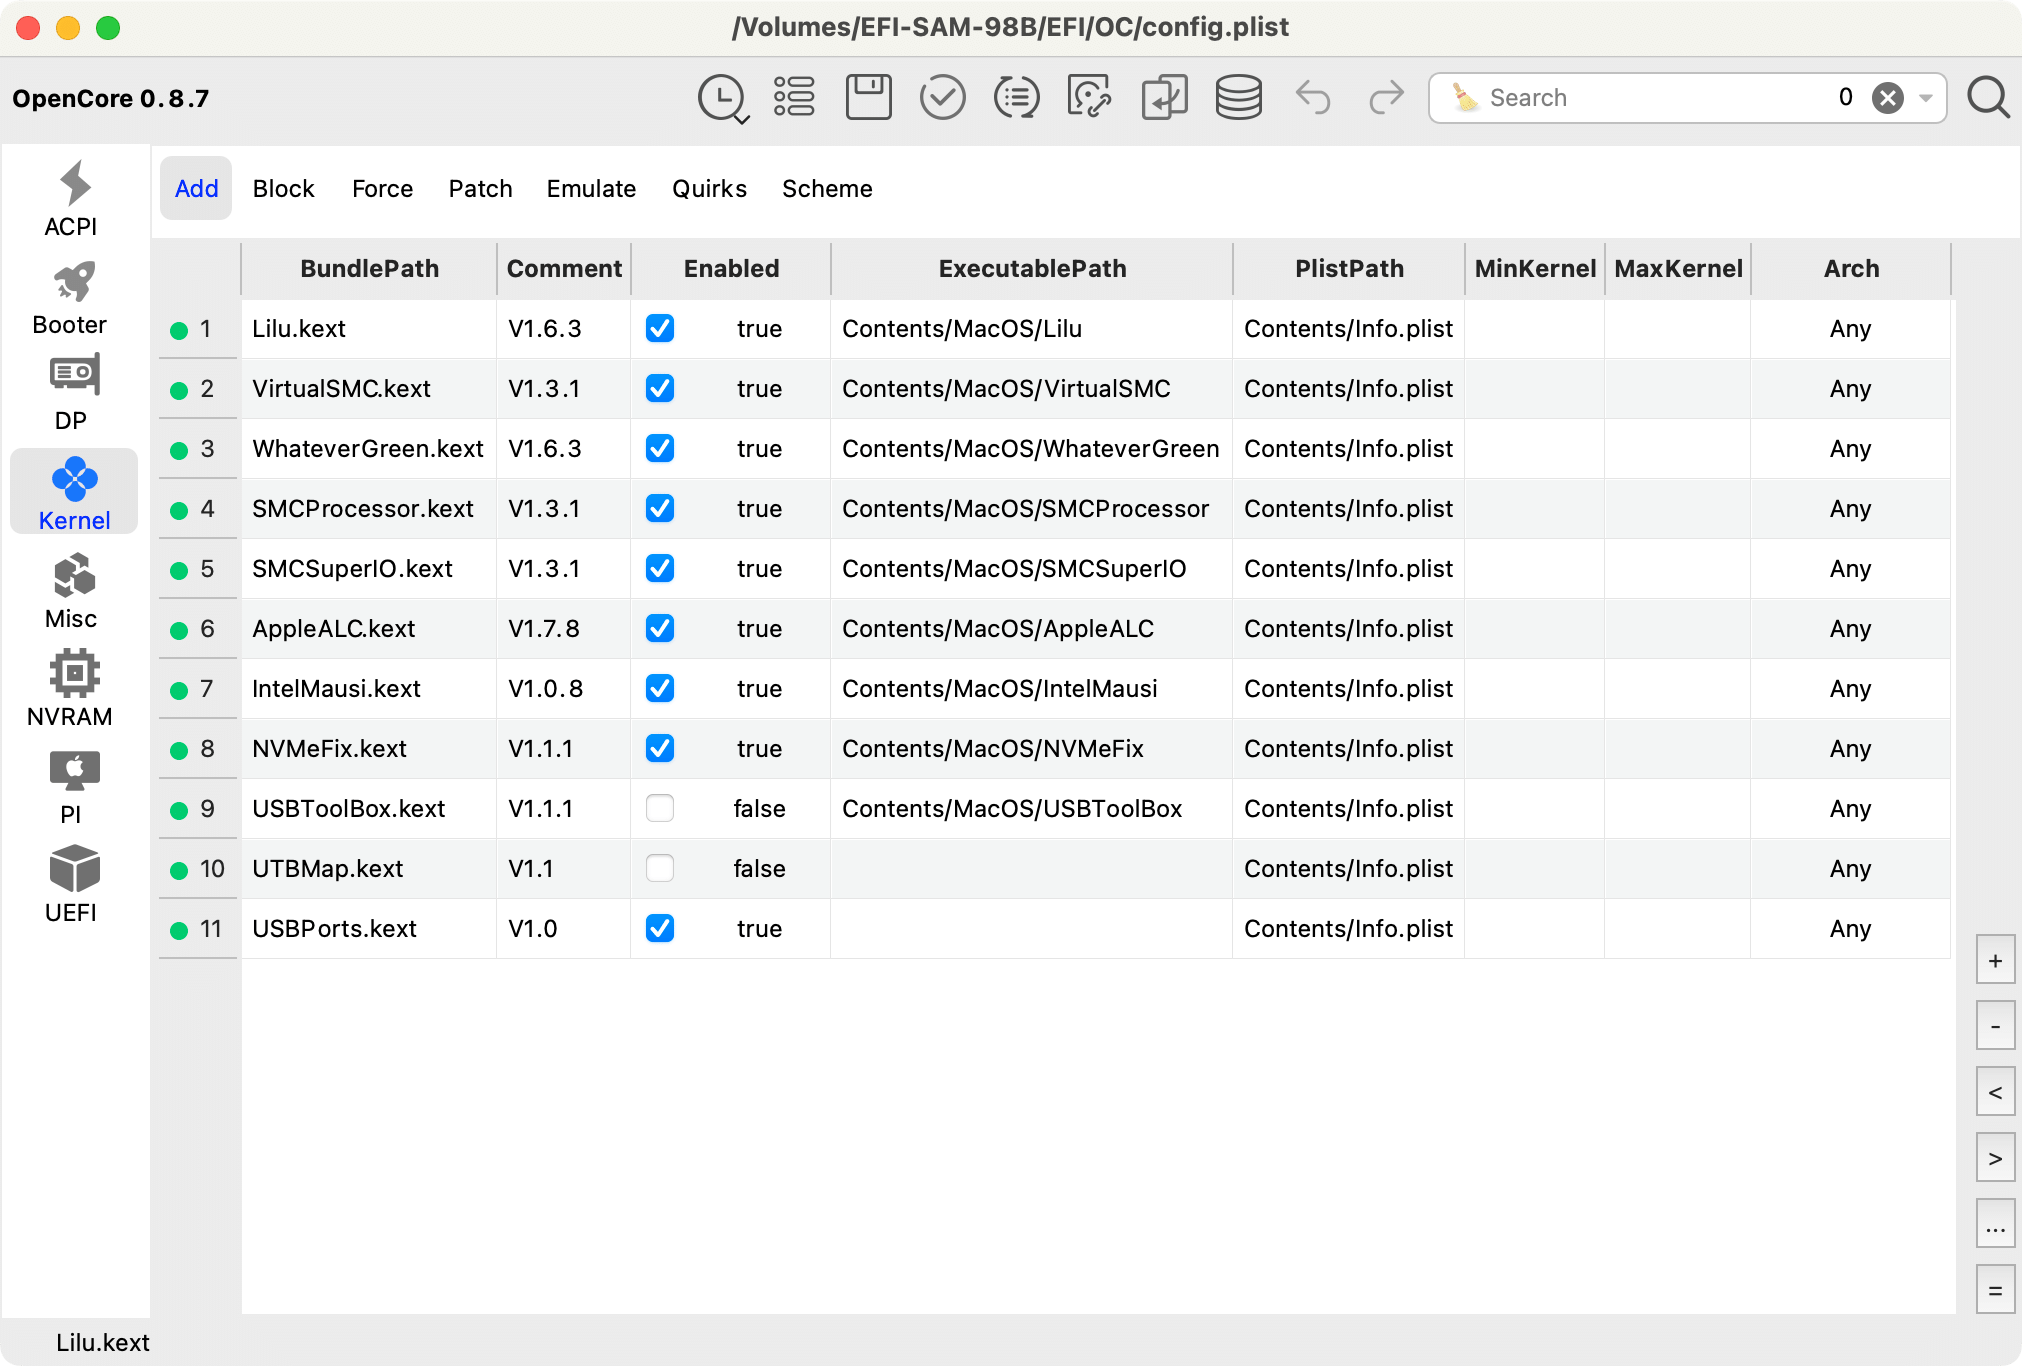 /Volumes/EFI-SAM-98B/EFI/OC/config.plist
OpenCore 0.8.7
Search 0
ACPI
Booter
DP
Kernel
Misc
NVRAM
PI
UEFI
Add Block Force Patch Emulate Quirks Scheme
BundlePath Comment Enabled ExecutablePath PlistPath MinKernel MaxKernel Arch
1 Lilu.kext V1.6.3 true Contents/MacOS/Lilu Contents/Info.plist Any
2 VirtualSMC.kext V1.3.1 true Contents/MacOS/VirtualSMC Contents/Info.plist Any
3 WhateverGreen.kext V1.6.3 true Contents/MacOS/WhateverGreen Contents/Info.plist Any
4 SMCProcessor.kext V1.3.1 true Contents/MacOS/SMCProcessor Contents/Info.plist Any
5 SMCSuperIO.kext V1.3.1 true Contents/MacOS/SMCSuperIO Contents/Info.plist Any
6 AppleALC.kext V1.7.8 true Contents/MacOS/AppleALC Contents/Info.plist Any
7 IntelMausi.kext V1.0.8 true Contents/MacOS/IntelMausi Contents/Info.plist Any
8 NVMeFix.kext V1.1.1 true Contents/MacOS/NVMeFix Contents/Info.plist Any
9 USBToolBox.kext V1.1.1 false Contents/MacOS/USBToolBox Contents/Info.plist Any
10 UTBMap.kext V1.1 false Contents/Info.plist Any
11 USBPorts.kext V1.0 true Contents/Info.plist Any
+
-
<
>
...
=
Lilu.kext